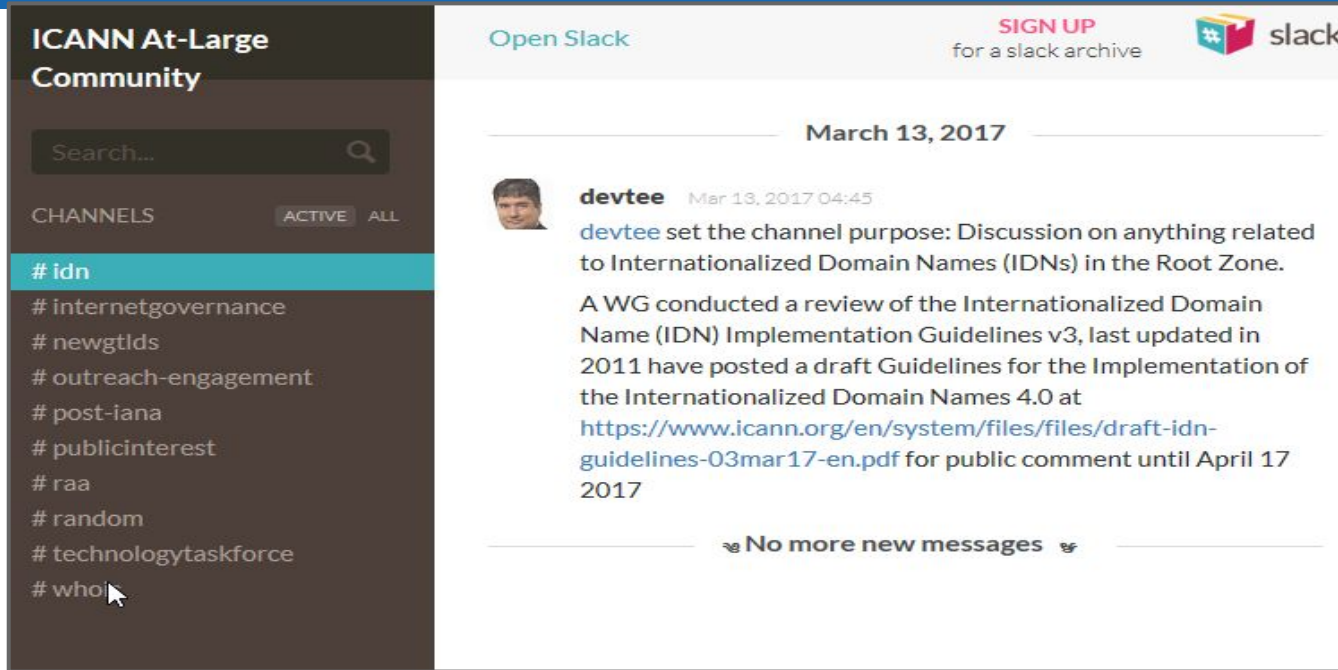 ICANN At-Large
Community
Search...
CHANNELS ACTIVE ALL
# idn
# internetgovernance
# newgtlds
# outreach-engagement
# post-iana
# publicinterest
# raa
# random
# technologytaskforce
# whois
Open Slack
SIGN UP
for a slack archive
# slack
March 13, 2017
devtee Mar 13, 2017 04:45
devtee set the channel purpose: Discussion on anything related
to Internationalized Domain Names (IDNs) in the Root Zone.
A WG conducted a review of the Internationalized Domain
Name (IDN) Implementation Guidelines v3, last updated in
2011 have posted a draft Guidelines for the Implementation of
the Internationalized Domain Names 4.0 at
https://www.icann.org/en/system/files/files/draft-idn-
guidelines-03mar17-en.pdf for public comment until April 17
2017
No more new messages